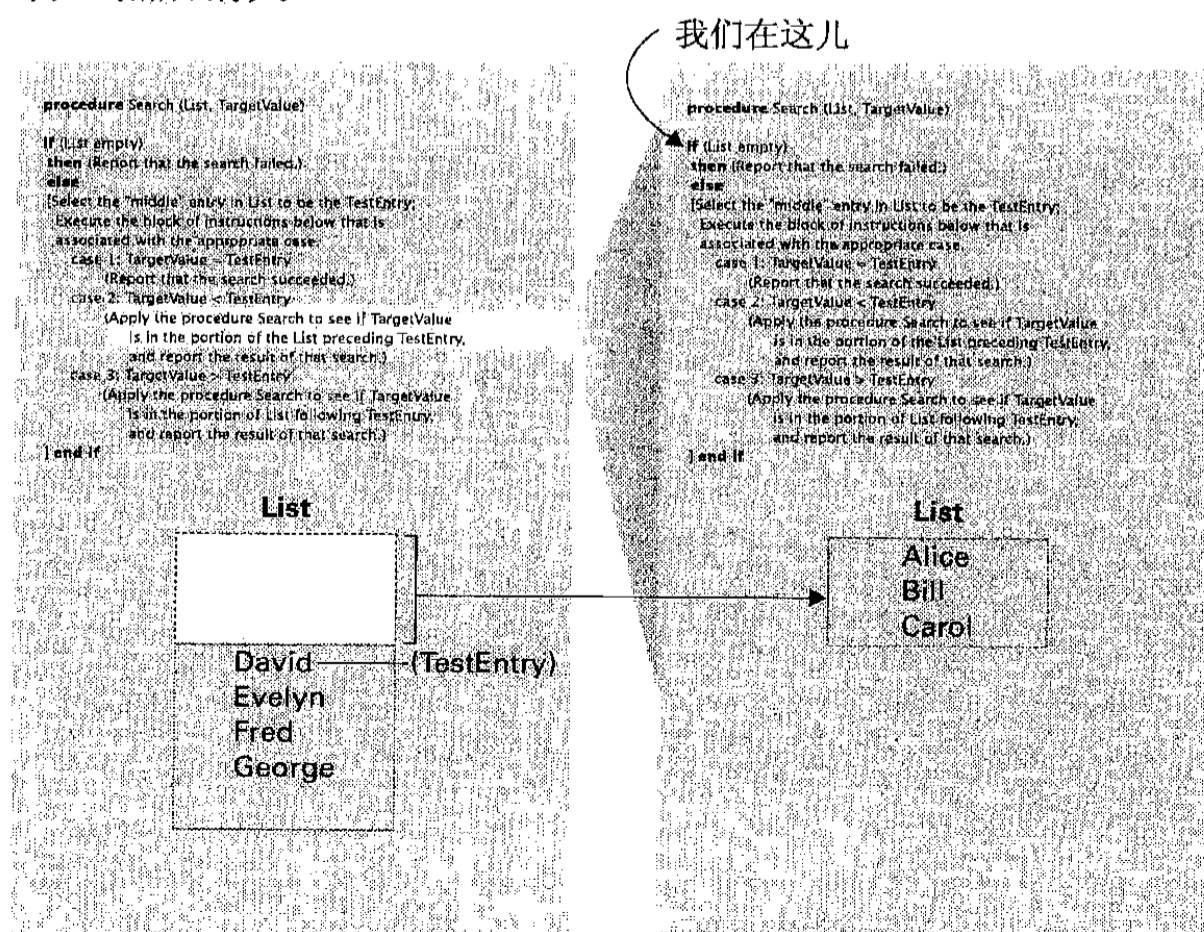 我们在这儿
procedure Search (List, TargetValue)
if (List empty)
then (Report that the search failed.)
else
[Select the "middle" entry in List to be the TestEntry;
Execute the block of instructions below that is
associated with the appropriate case.
case 1: TargetValue = TestEntry
(Report that the search succeeded.)
case 2: TargetValue < TestEntry
(Apply the procedure Search to see if TargetValue
is in the portion of the List preceding TestEntry,
and report the result of that search.)
case 3: TargetValue > TestEntry
(Apply the procedure Search to see if TargetValue
is in the portion of List following TestEntry,
and report the result of that search.)
] end if
List
David (TestEntry)
Evelyn
Fred
George
procedure Search (List, TargetValue)
if (List empty)
then (Report that the search failed.)
else
[Select the "middle" entry in List to be the TestEntry;
Execute the block of instructions below that is
associated with the appropriate case.
case 1: TargetValue = TestEntry
(Report that the search succeeded.)
case 2: TargetValue < TestEntry
(Apply the procedure Search to see if TargetValue
is in the portion of the List preceding TestEntry,
and report the result of that search.)
case 3: TargetValue > TestEntry
(Apply the procedure Search to see if TargetValue
is in the portion of List following TestEntry,
and report the result of that search.)
] end if
List
Alice
Bill
Carol